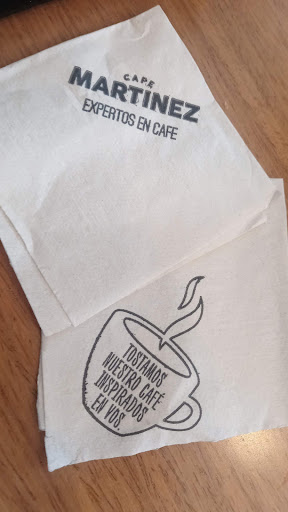 CAFE
MARTINEZ
EXPERTOS EN CAFE
TOSTAMOS
NUESTRO CAFÉ
INSPIRADOS
EN VOS.